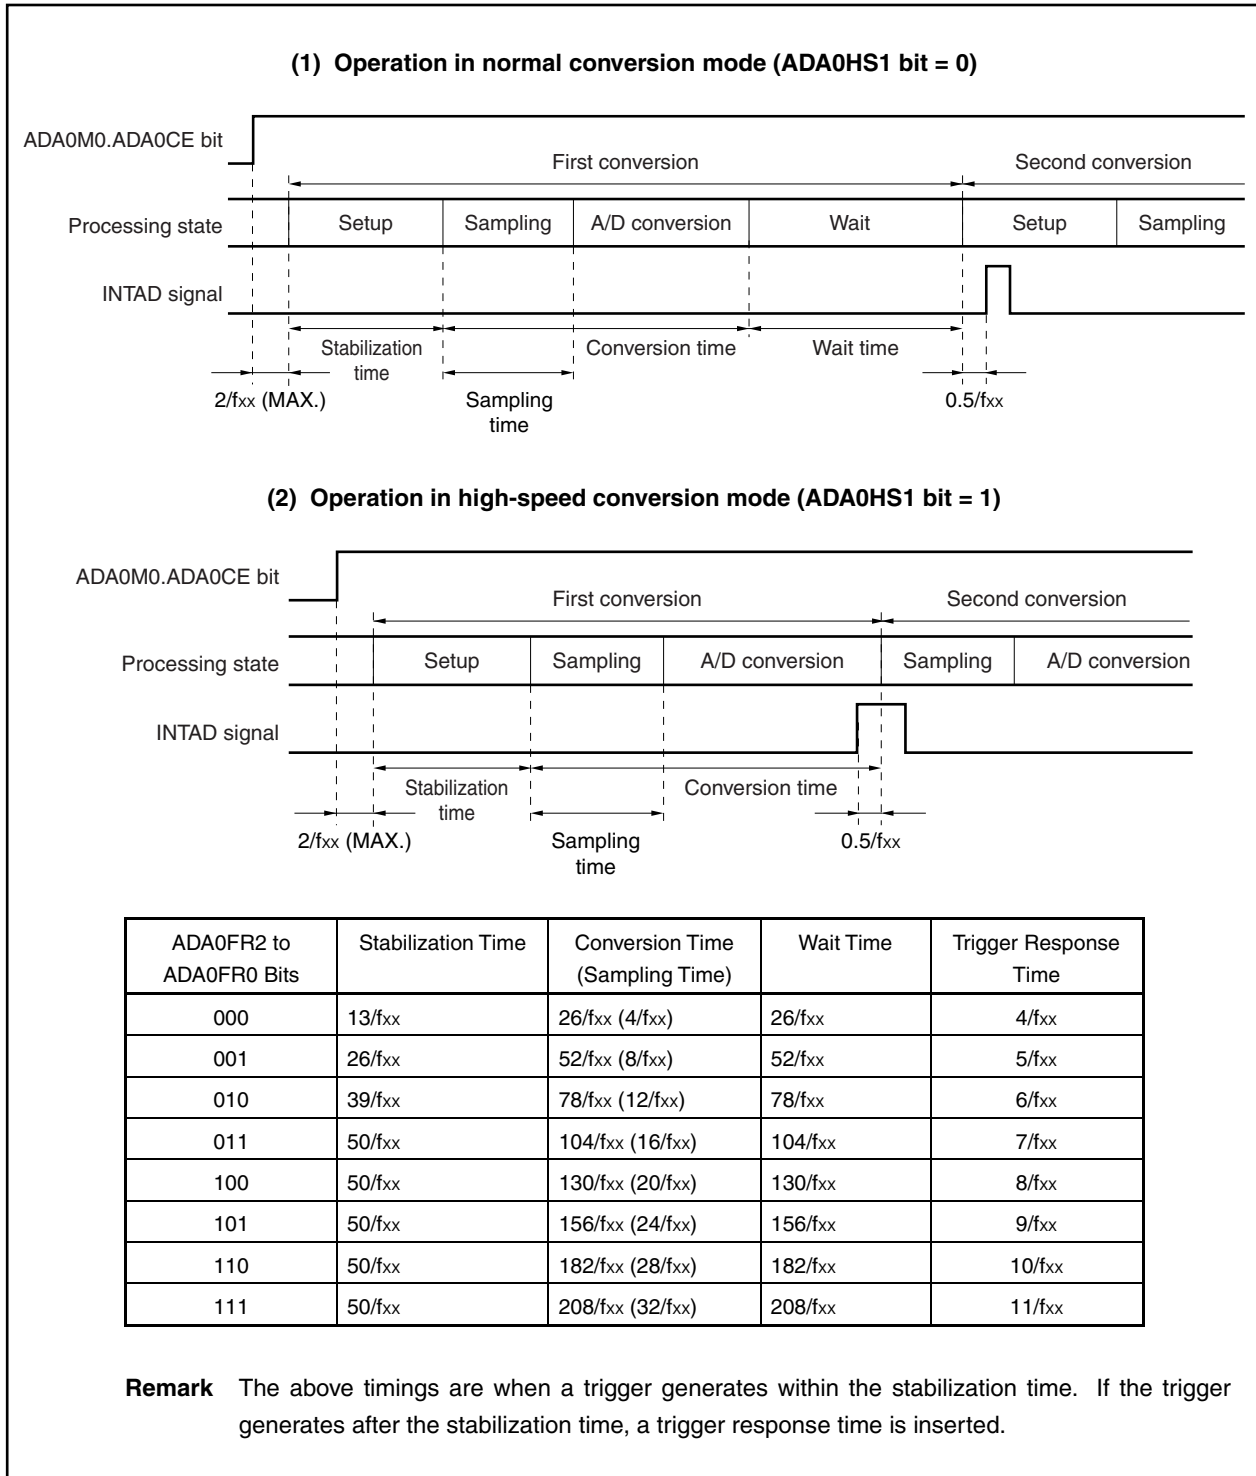 (1) Operation in normal conversion mode (ADA0HS1 bit = 0)
ADA0M0.ADA0CE bit
First conversion
Second conversion
Processing state
Setup
Sampling
A/D conversion
Wait
Setup
Sampling
INTAD signal
Stabilization
time
Conversion time
Wait time
2/fxx (MAX.)
Sampling
time
0.5/fxx
(2) Operation in high-speed conversion mode (ADA0HS1 bit = 1)
ADA0M0.ADA0CE bit
First conversion
Second conversion
Processing state
Setup
Sampling
A/D conversion
Sampling
A/D conversion
INTAD signal
Stabilization
time
Conversion time
2/fxx (MAX.)
Sampling
time
0.5/fxx
ADA0FR2 to
ADA0FR0 Bits
Stabilization Time
Conversion Time
(Sampling Time)
Wait Time
Trigger Response
Time
000 13/fxx 26/fxx (4/fxx) 26/fxx 4/fxx
001 26/fxx 52/fxx (8/fxx) 52/fxx 5/fxx
010 39/fxx 78/fxx (12/fxx) 78/fxx 6/fxx
011 50/fxx 104/fxx (16/fxx) 104/fxx 7/fxx
100 50/fxx 130/fxx (20/fxx) 130/fxx 8/fxx
101 50/fxx 156/fxx (24/fxx) 156/fxx 9/fxx
110 50/fxx 182/fxx (28/fxx) 182/fxx 10/fxx
111 50/fxx 208/fxx (32/fxx) 208/fxx 11/fxx
Remark The above timings are when a trigger generates within the stabilization time. If the trigger
generates after the stabilization time, a trigger response time is inserted.